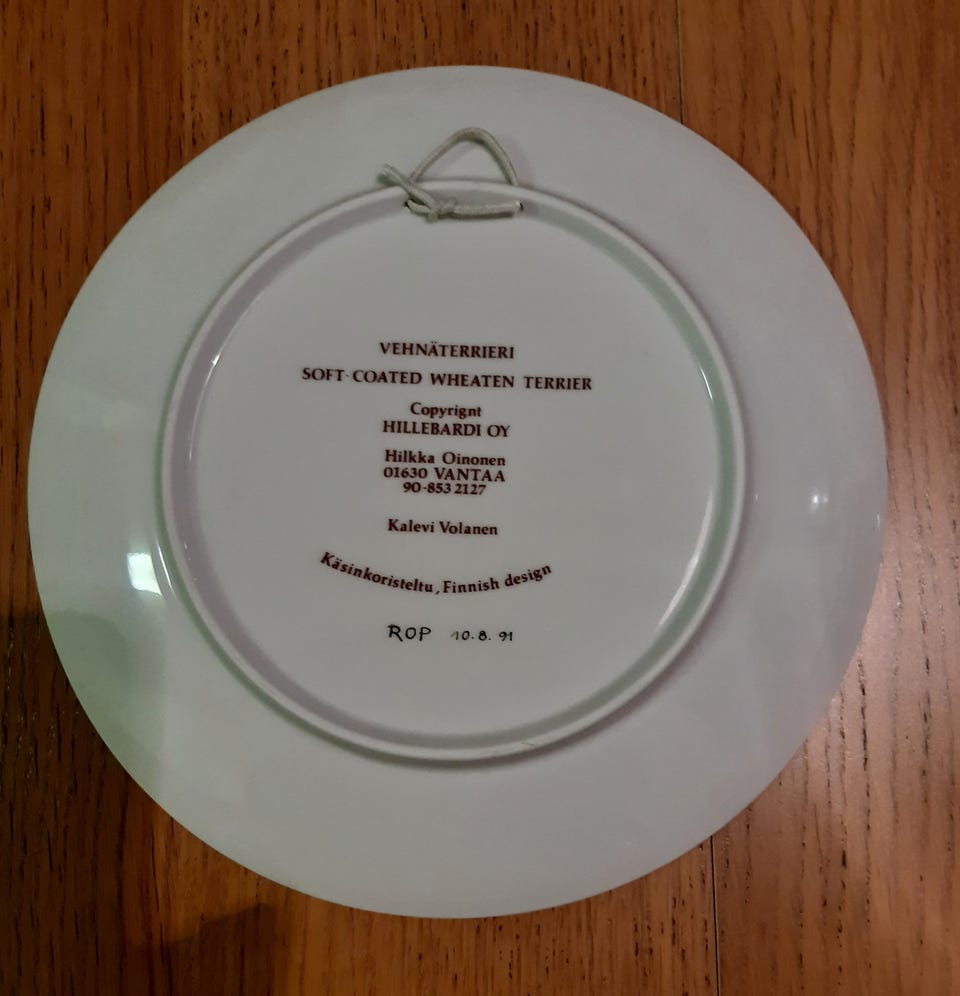 VEHNÄTERRIERI
SOFT-COATED WHEATEN TERRIER
Copyrignt
HILLEBARDI OY
Hilkka Oinonen
01630 VANTAA
90-853 2127
Kalevi Volanen
Käsinkoristeltu, Finnish design
ROP 10.8.91